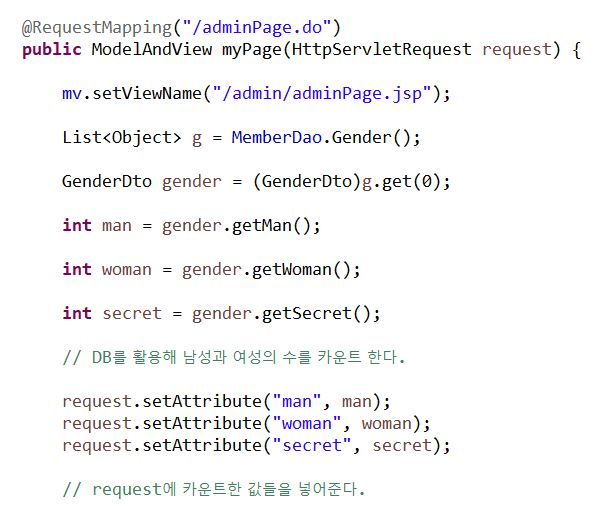 @RequestMapping("/adminPage.do")
public ModelAndView myPage(HttpServletRequest request) {
mv.setViewName("/admin/adminPage.jsp");
List<Object> g = MemberDao.Gender();
GenderDto gender = (GenderDto)g.get(0);
int man = gender.getMan();
int woman = gender.getWoman();
int secret = gender.getSecret();
// DB를 활용해 남성과 여성의 수를 카운트 한다.
request.setAttribute("man", man);
request.setAttribute("woman", woman);
request.setAttribute("secret", secret);
// request에 카운트한 값들을 넣어준다.